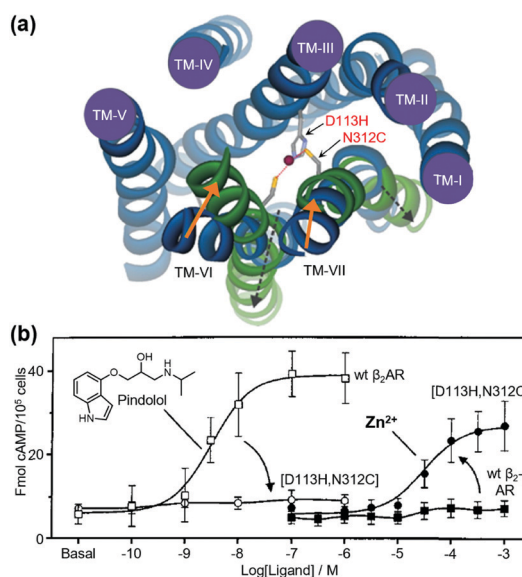 (a)
TM-III
TM-IV
TM-V
TM-II
D113H
N312C
TM-I
TM-VI
TM-VII
(b)
Fmol cAMP/10⁵ cells
40
20
0
OH
H
O
N
N
H
Pindolol
wt β₂AR
[D113H,N312C]
Zn²⁺
[D113H,N312C]
wt β₂-
AR
Basal -10 -9 -8 -7 -6 -5 -4 -3
Log[Ligand] / M